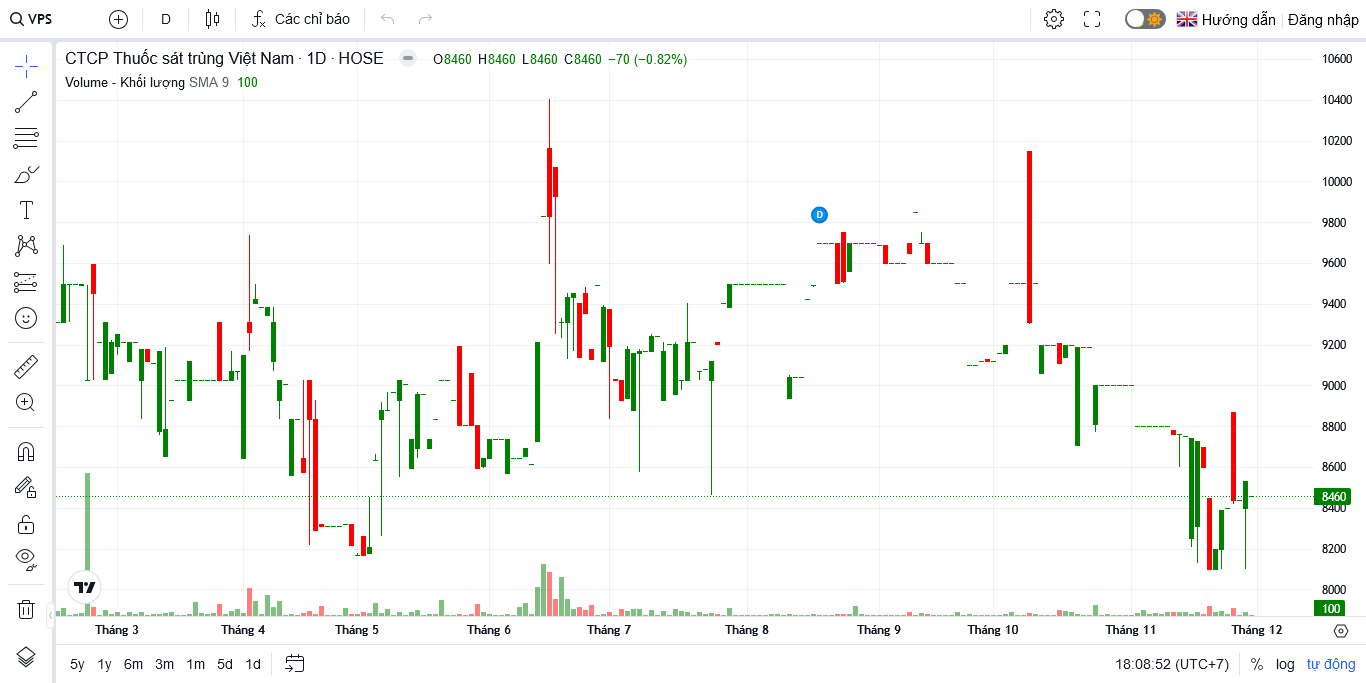 VPS D Các chỉ báo Hướng dẫn Đăng nhập
CTCP Thuốc sát trùng Việt Nam · 1D · HOSE O8460 H8460 L8460 C8460 −70 (−0.82%)
Volume - Khối lượng SMA 9 100
10600
10400
10200
10000
9800
D
9600
9400
9200
9000
8800
8600
8460
8400
8200
8000
100
Tháng 3 Tháng 4 Tháng 5 Tháng 6 Tháng 7 Tháng 8 Tháng 9 Tháng 10 Tháng 11 Tháng 12
5y 1y 6m 3m 1m 5d 1d 18:08:52 (UTC+7) % log tự động